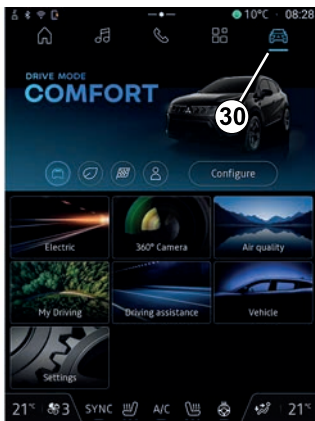 10°C 08:28
DRIVE MODE
COMFORT
30
Configure
Electric
360° Camera
Air quality
My Driving
Driving assistance
Vehicle
Settings
21°C 3 SYNC A/C 21°C